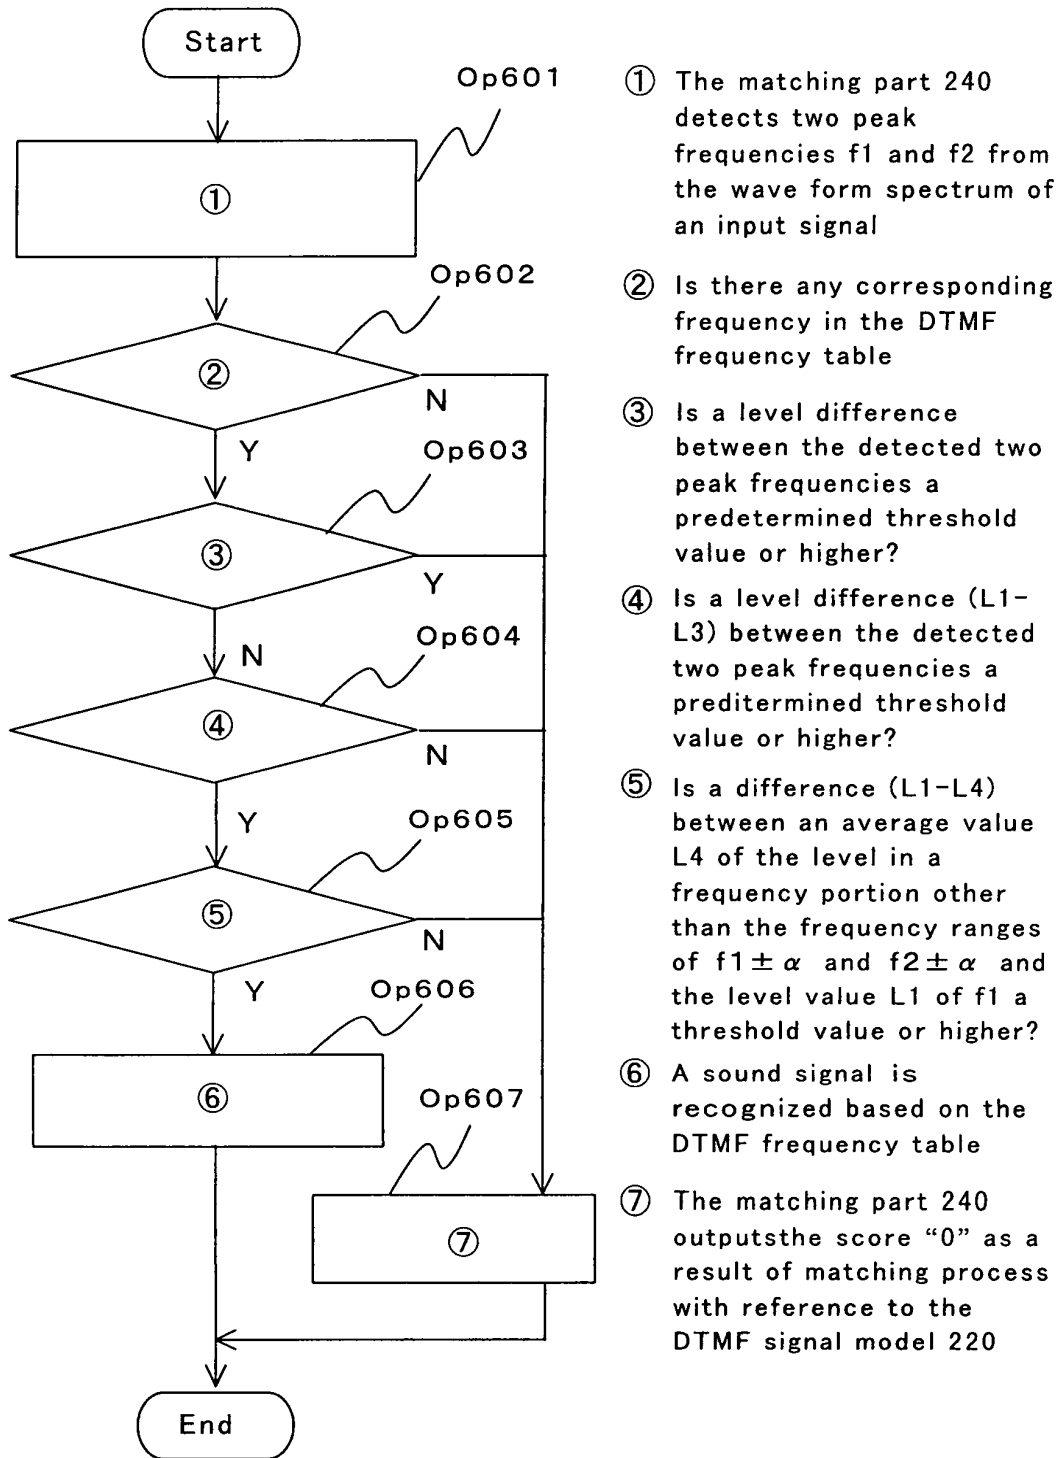 Start
Op601
①
Op602
②
N
Y
Op603
③
Y
N
Op604
④
N
Y
Op605
⑤
N
Y
Op606
⑥
Op607
⑦
End
① The matching part 240
detects two peak
frequencies f1 and f2 from
the wave form spectrum of
an input signal
② Is there any corresponding
frequency in the DTMF
frequency table
③ Is a level difference
between the detected two
peak frequencies a
predetermined threshold
value or higher?
④ Is a level difference (L1-
L3) between the detected
two peak frequencies a
preditermined threshold
value or higher?
⑤ Is a difference (L1-L4)
between an average value
L4 of the level in a
frequency portion other
than the frequency ranges
of f1± α and f2± α and
the level value L1 of f1 a
threshold value or higher?
⑥ A sound signal is
recognized based on the
DTMF frequency table
⑦ The matching part 240
outputsthe score “0” as a
result of matching process
with reference to the
DTMF signal model 220